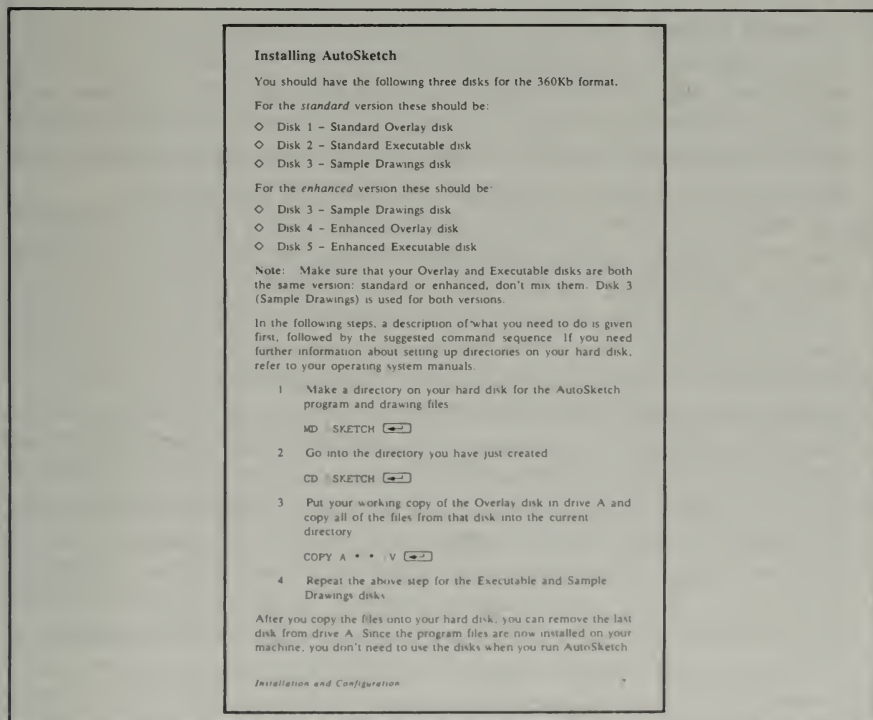 Installing AutoSketch
You should have the following three disks for the 360Kb format.
For the standard version these should be:
◇ Disk 1 - Standard Overlay disk
◇ Disk 2 - Standard Executable disk
◇ Disk 3 - Sample Drawings disk
For the enhanced version these should be:
◇ Disk 3 - Sample Drawings disk
◇ Disk 4 - Enhanced Overlay disk
◇ Disk 5 - Enhanced Executable disk
Note: Make sure that your Overlay and Executable disks are both
the same version: standard or enhanced, don't mix them. Disk 3
(Sample Drawings) is used for both versions.
In the following steps, a description of what you need to do is given
first, followed by the suggested command sequence If you need
further information about setting up directories on your hard disk,
refer to your operating system manuals.
1 Make a directory on your hard disk for the AutoSketch
program and drawing files
MD SKETCH
2 Go into the directory you have just created
CD SKETCH
3 Put your working copy of the Overlay disk in drive A and
copy all of the files from that disk into the current
directory
COPY A * * V
4 Repeat the above step for the Executable and Sample
Drawings disks
After you copy the files onto your hard disk, you can remove the last
disk from drive A Since the program files are now installed on your
machine, you don't need to use the disks when you run AutoSketch
Installation and Configuration 7